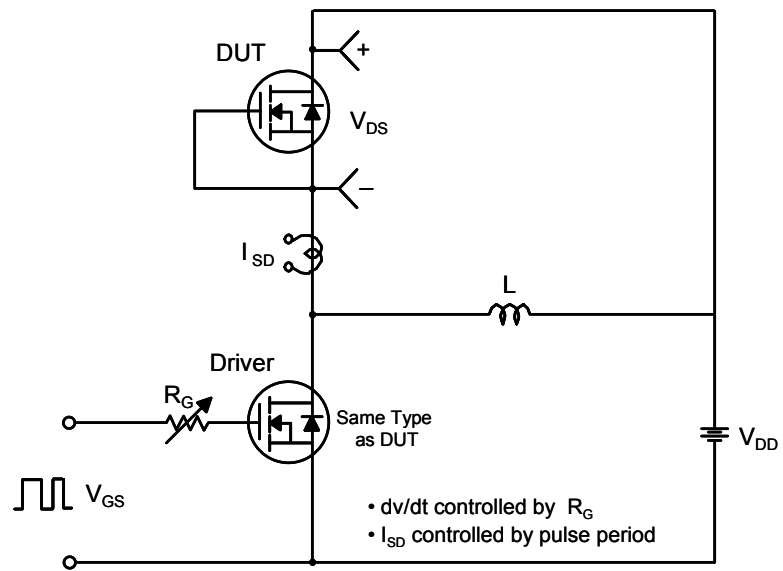 DUT
+
V_DS
–
I_SD
L
Driver
R_G
Same Type
as DUT
V_DD
V_GS
• dv/dt controlled by R_G
• I_SD controlled by pulse period